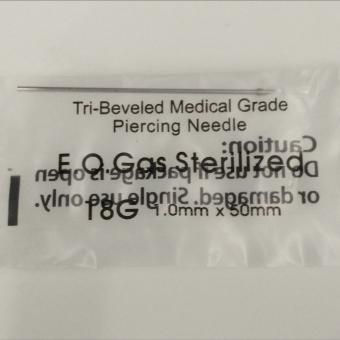 Tri-Beveled Medical Grade
Piercing Needle
Caution:
E.O.Gas Sterilized
Do not use if package is open
or damaged. Single use only.
18G 1.0mm x 50mm